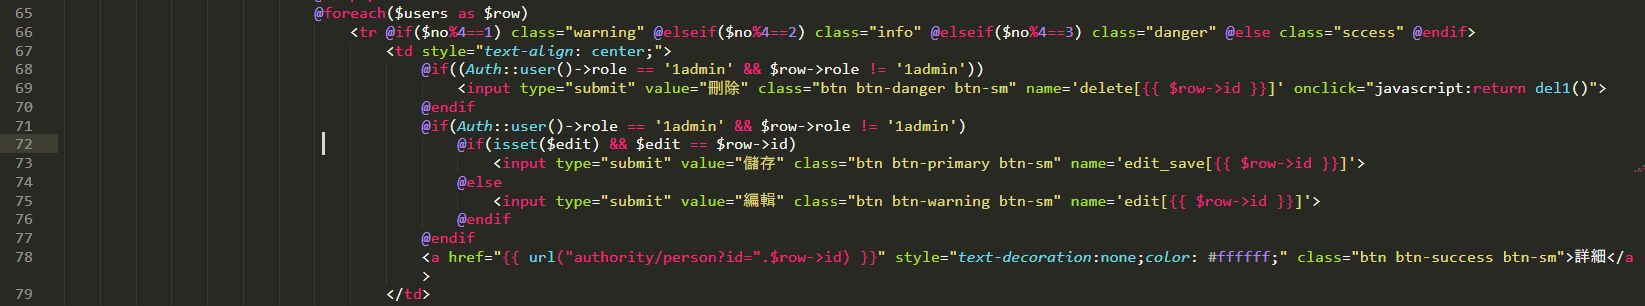 65 @foreach($users as $row)
66 <tr @if($no%4==1) class="warning" @elseif($no%4==2) class="info" @elseif($no%4==3) class="danger" @else class="sccess" @endif>
67 <td style="text-align: center;">
68 @if((Auth::user()->role == '1admin' && $row->role != '1admin'))
69 <input type="submit" value="刪除" class="btn btn-danger btn-sm" name='delete[{{ $row->id }}]' onclick="javascript:return del1()">
70 @endif
71 @if(Auth::user()->role == '1admin' && $row->role != '1admin')
72 @if(isset($edit) && $edit == $row->id)
73 <input type="submit" value="儲存" class="btn btn-primary btn-sm" name='edit_save[{{ $row->id }}]'>
74 @else
75 <input type="submit" value="編輯" class="btn btn-warning btn-sm" name='edit[{{ $row->id }}]'>
76 @endif
77 @endif
78 <a href="{{ url("authority/person?id=".$row->id) }}" style="text-decoration:none;color: #ffffff;" class="btn btn-success btn-sm">詳細</a
>
79 </td>